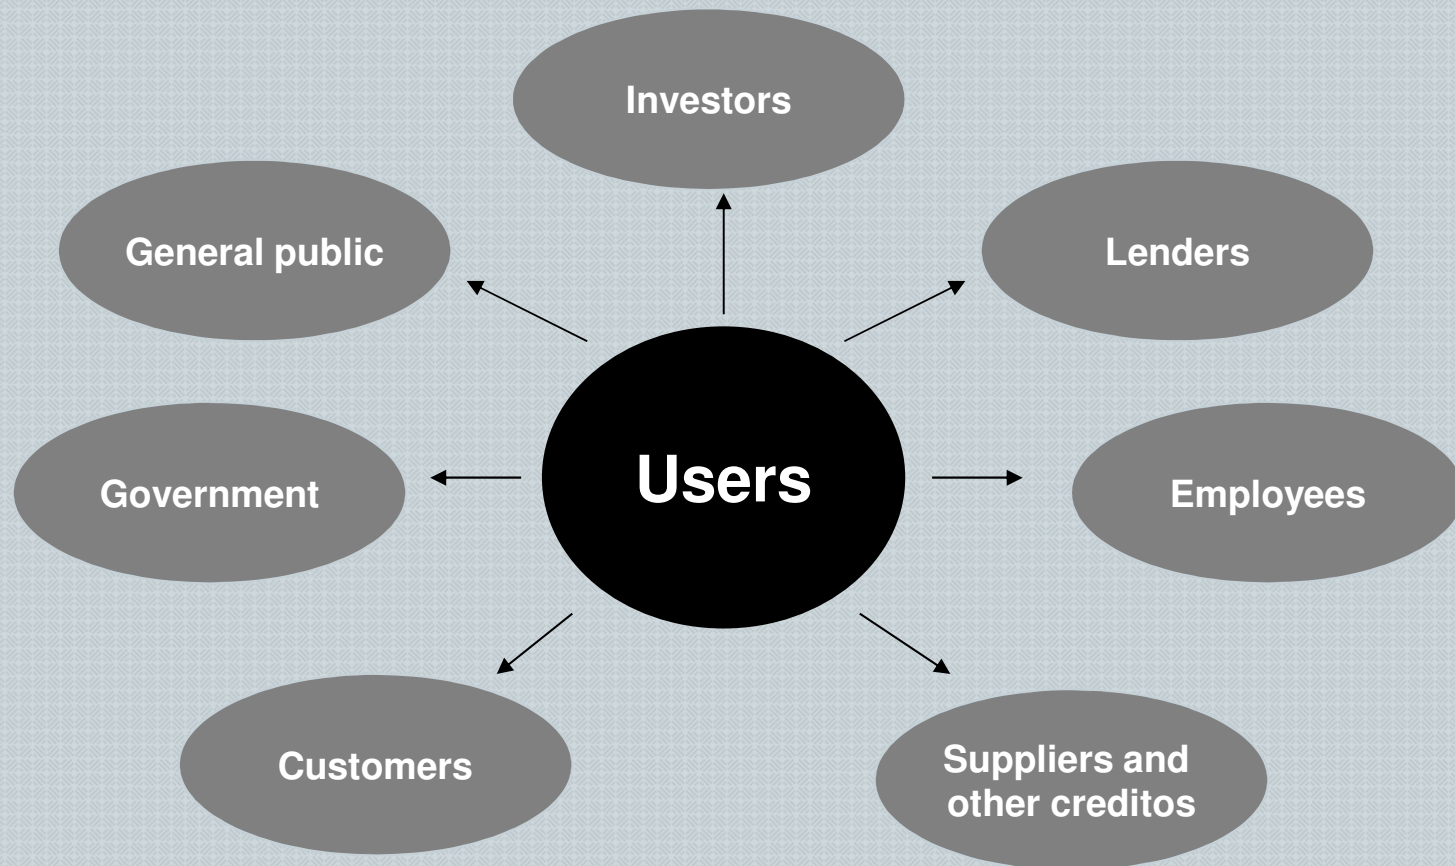 Investors
General public
Lenders
Users
Government
Employees
Customers
Suppliers and
other creditos